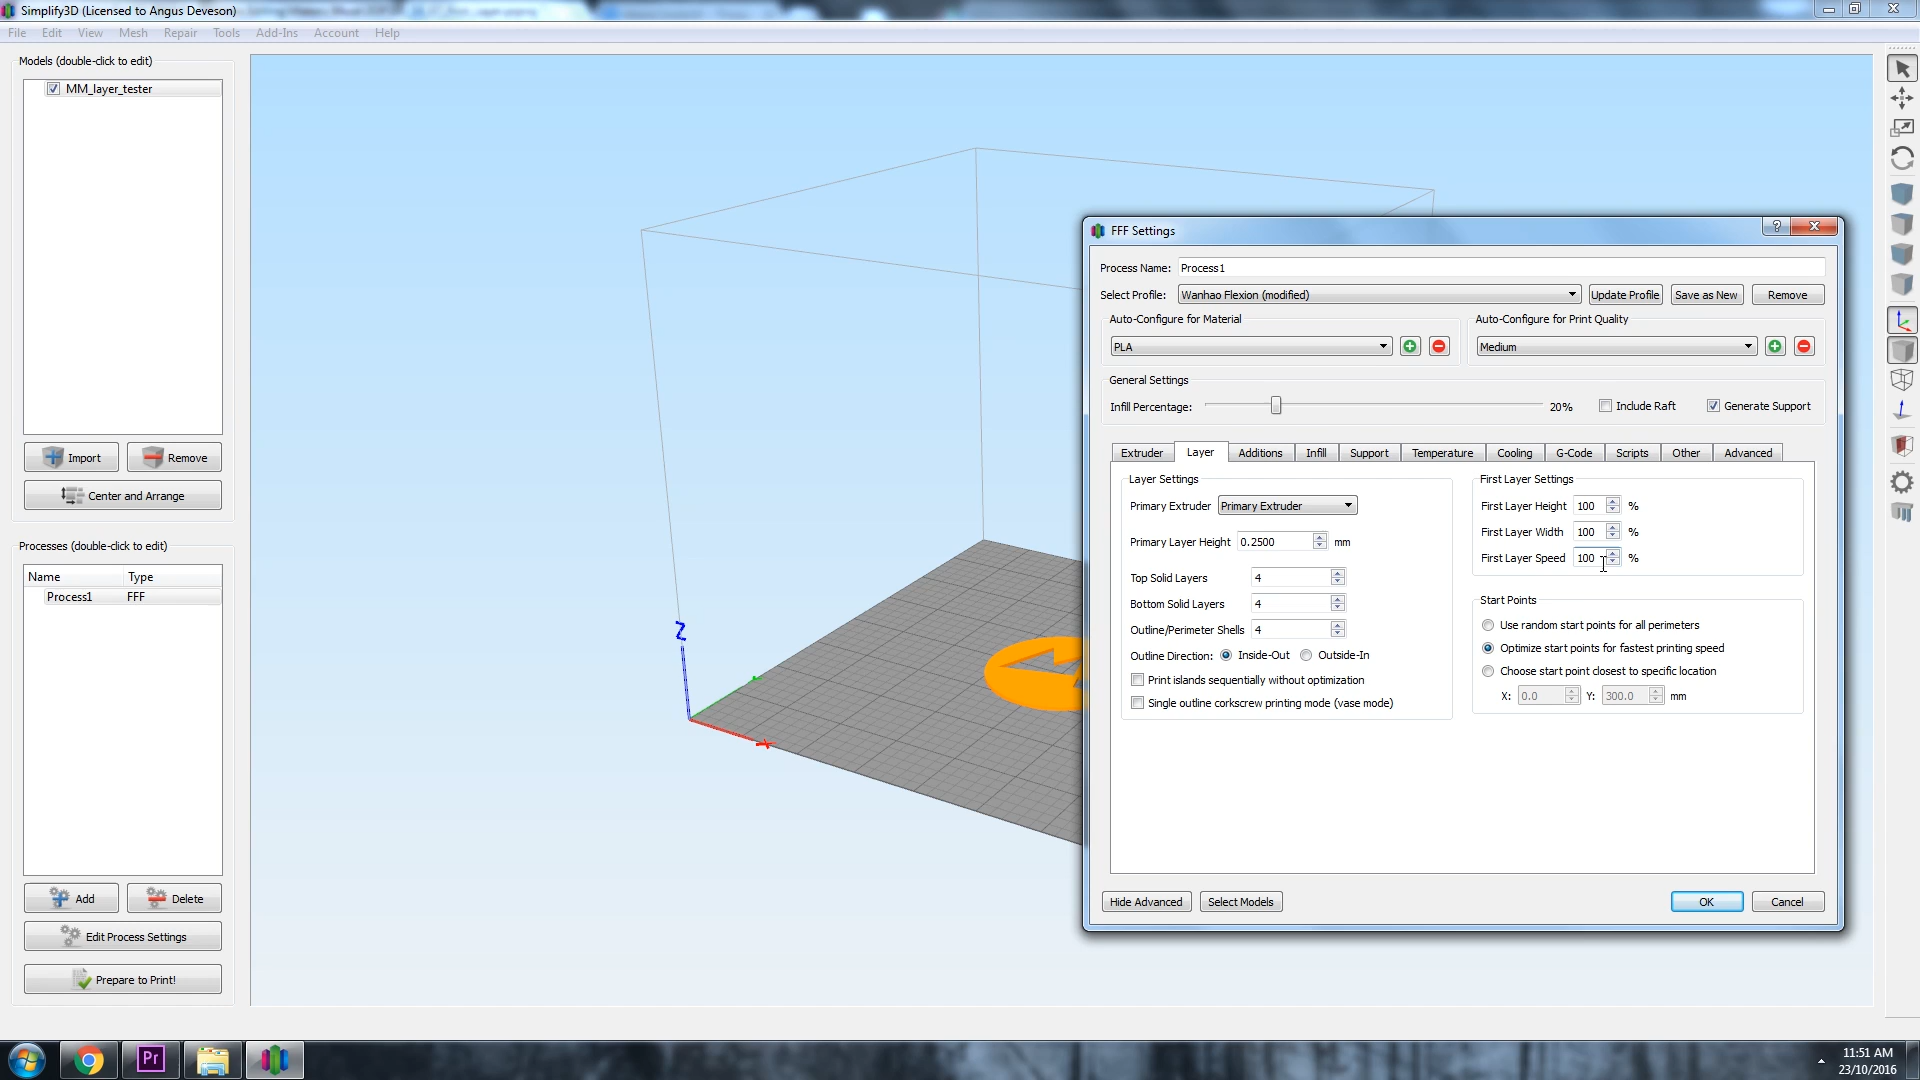 Simplify3D (Licensed to Angus Deveson)
File Edit View Mesh Repair Tools Add-Ins Account Help
Models (double-click to edit)
MM_layer_tester
Import Remove
Center and Arrange
Processes (double-click to edit)
Name Type
Process1 FFF
Add Delete
Edit Process Settings
Prepare to Print!
Z
FFF Settings
Process Name: Process1
Select Profile: Wanhao Flexion (modified) Update Profile Save as New Remove
Auto-Configure for Material
PLA
Auto-Configure for Print Quality
Medium
General Settings
Infill Percentage: 20% Include Raft Generate Support
Extruder Layer Additions Infill Support Temperature Cooling G-Code Scripts Other Advanced
Layer Settings
Primary Extruder Primary Extruder
Primary Layer Height 0.2500 mm
Top Solid Layers 4
Bottom Solid Layers 4
Outline/Perimeter Shells 4
Outline Direction: Inside-Out Outside-In
Print islands sequentially without optimization
Single outline corkscrew printing mode (vase mode)
First Layer Settings
First Layer Height 100 %
First Layer Width 100 %
First Layer Speed 100 %
Start Points
Use random start points for all perimeters
Optimize start points for fastest printing speed
Choose start point closest to specific location
X: 0.0 Y: 300.0 mm
Hide Advanced Select Models OK Cancel
Pr
11:51 AM
23/10/2016